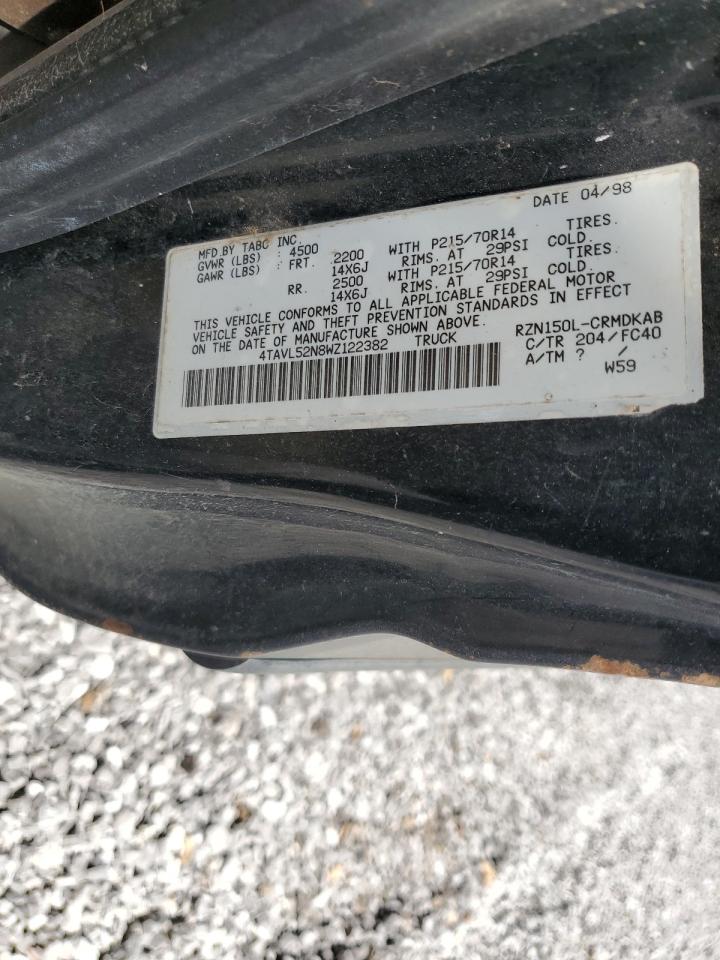 DATE 04/98
MFD.BY TABC INC.
GVWR (LBS) : 4500
GAWR (LBS) : FRT. 2200 WITH P215/70R14 TIRES.
14X6J RIMS. AT 29PSI COLD.
RR. 2500 WITH P215/70R14 TIRES.
14X6J RIMS. AT 29PSI COLD.
THIS VEHICLE CONFORMS TO ALL APPLICABLE FEDERAL MOTOR
VEHICLE SAFETY AND THEFT PREVENTION STANDARDS IN EFFECT
ON THE DATE OF MANUFACTURE SHOWN ABOVE.
4TAVL52N8WZ122382 TRUCK
RZN150L-CRMDKAB
C/TR 204/FC40
A/TM ? /
W59